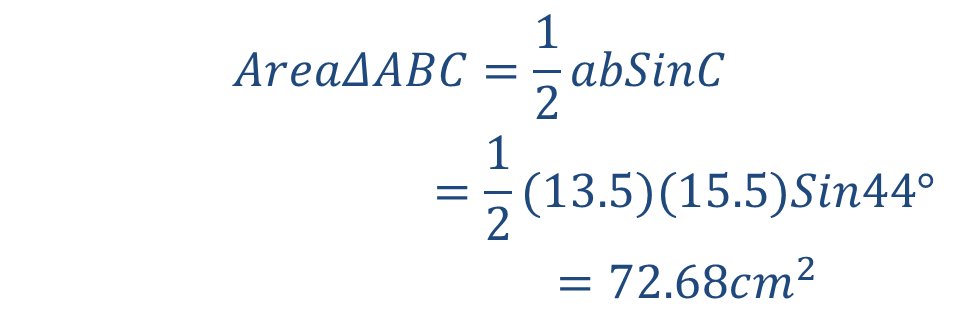 AreaΔABC = 1/2 abSinC
= 1/2 (13.5)(15.5)Sin44°
= 72.68cm²